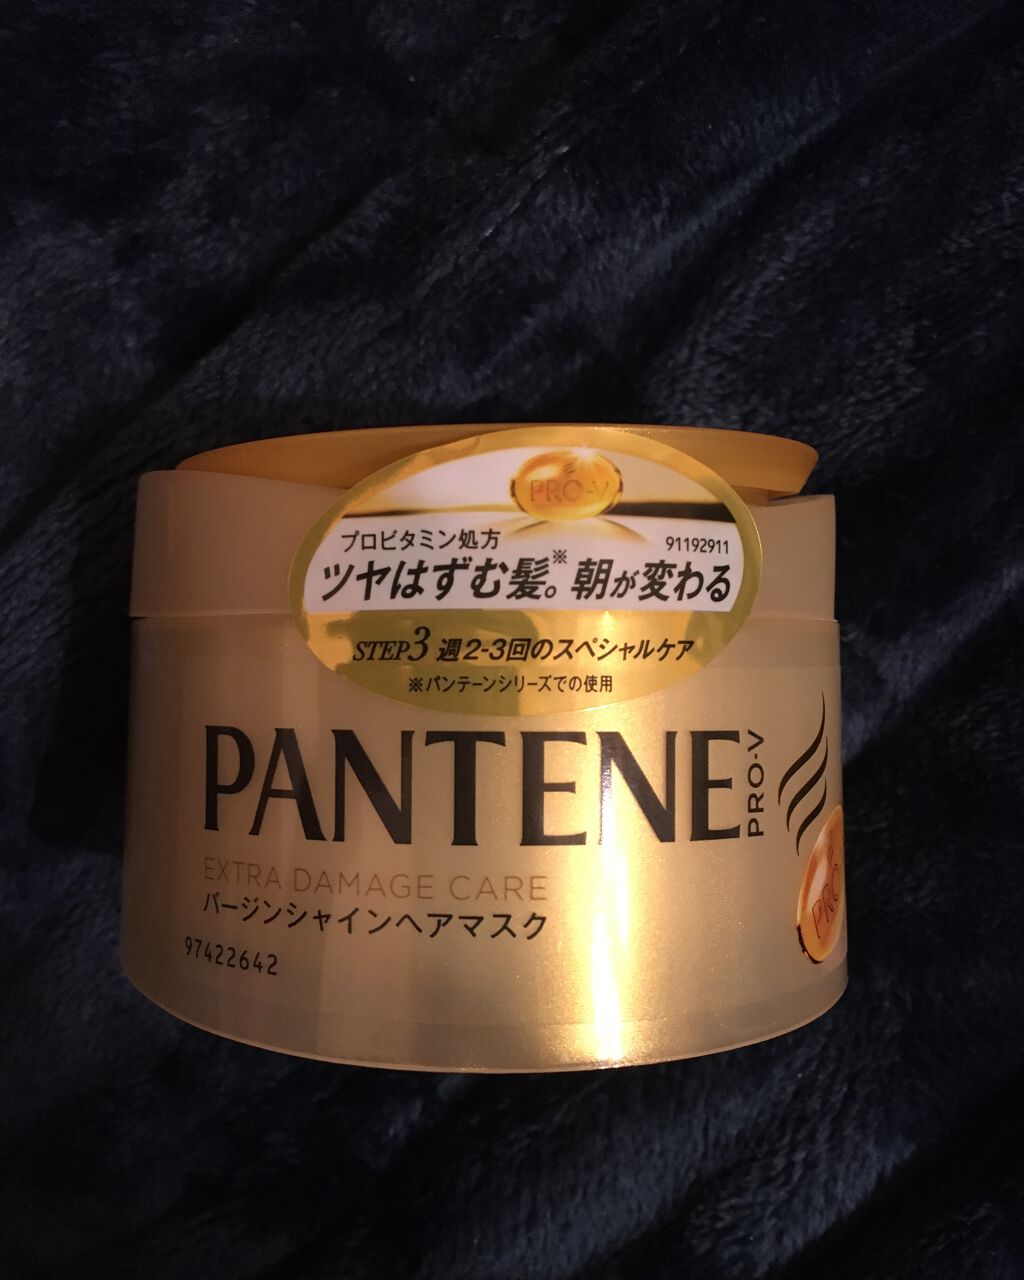 PRO-V
プロビタミン処方
91192911
ツヤはずむ髪。※ 朝が変わる
STEP3 週2-3回のスペシャルケア
※パンテーンシリーズでの使用
PANTENE
PRO-V
EXTRA DAMAGE CARE
バージンシャインヘアマスク
97422642
PRO